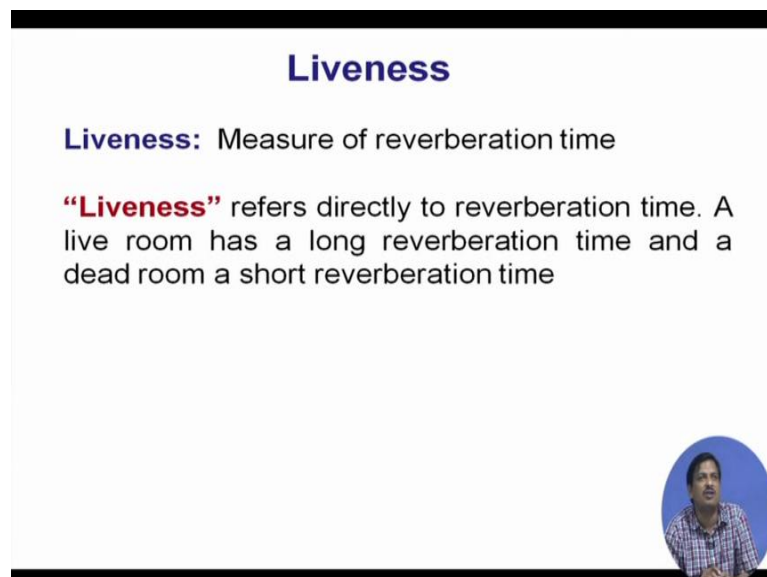 Liveness
Liveness: Measure of reverberation time
“Liveness” refers directly to reverberation time. A
live room has a long reverberation time and a
dead room a short reverberation time